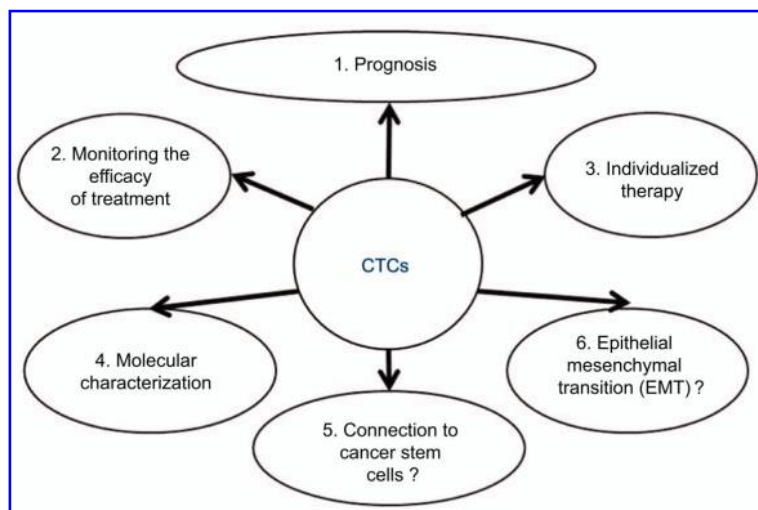 1. Prognosis
2. Monitoring the
efficacy
of treatment
3. Individualized
therapy
CTCs
4. Molecular
characterization
5. Connection to
cancer stem
cells ?
6. Epithelial
mesenchymal
transition (EMT) ?